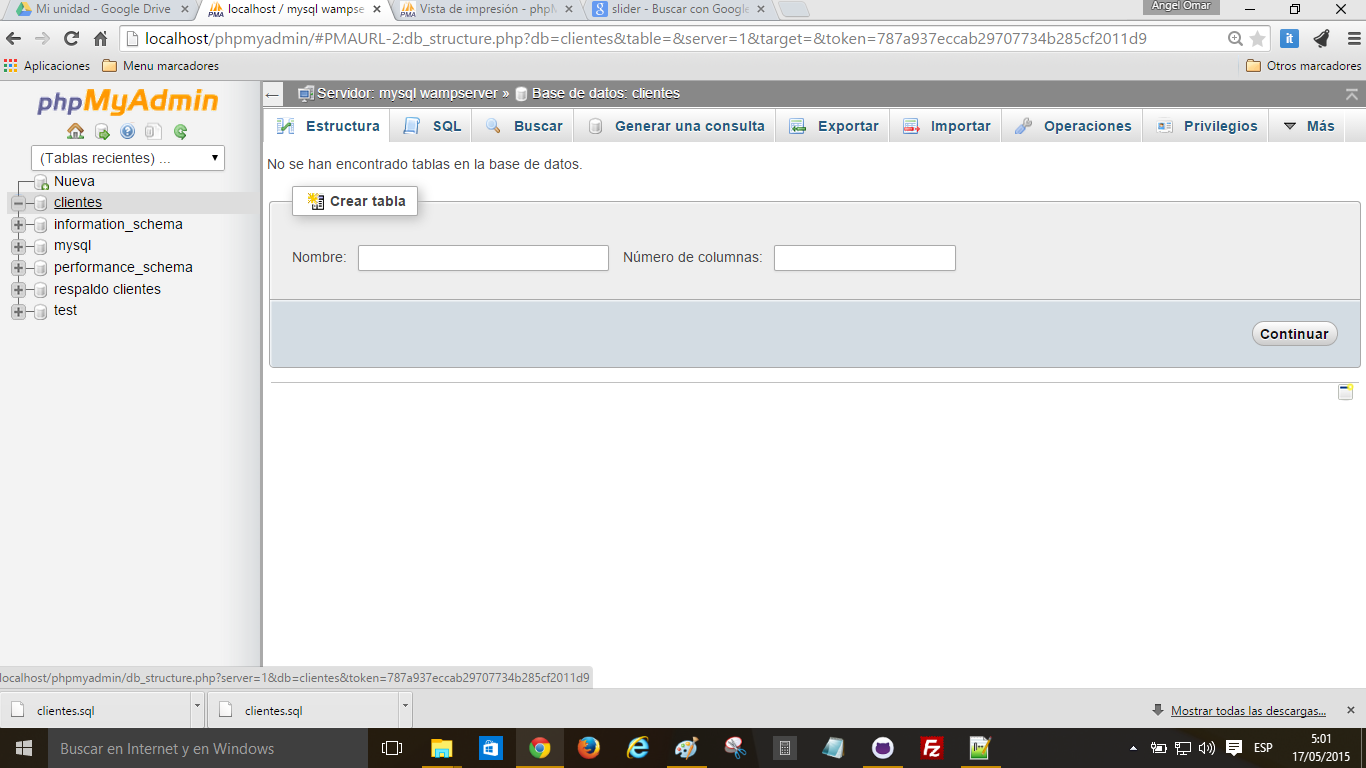 Mi unidad - Google Drive
localhost / mysql wampse
Vista de impresión - phpM
slider - Buscar con Google
Angel Omar
localhost/phpmyadmin/#PMAURL-2:db_structure.php?db=clientes&table=&server=1&target=&token=787a937eccab29707734b285cf2011d9
Aplicaciones
Menu marcadores
Otros marcadores
phpMyAdmin
(Tablas recientes) ...
Nueva
clientes
information_schema
mysql
performance_schema
respaldo clientes
test
Servidor: mysql wampserver » Base de datos: clientes
Estructura
SQL
Buscar
Generar una consulta
Exportar
Importar
Operaciones
Privilegios
Más
No se han encontrado tablas en la base de datos.
Crear tabla
Nombre:
Número de columnas:
Continuar
localhost/phpmyadmin/db_structure.php?server=1&db=clientes&token=787a937eccab29707734b285cf2011d9
clientes.sql
clientes.sql
Mostrar todas las descargas...
Buscar en Internet y en Windows
ESP
5:01
17/05/2015